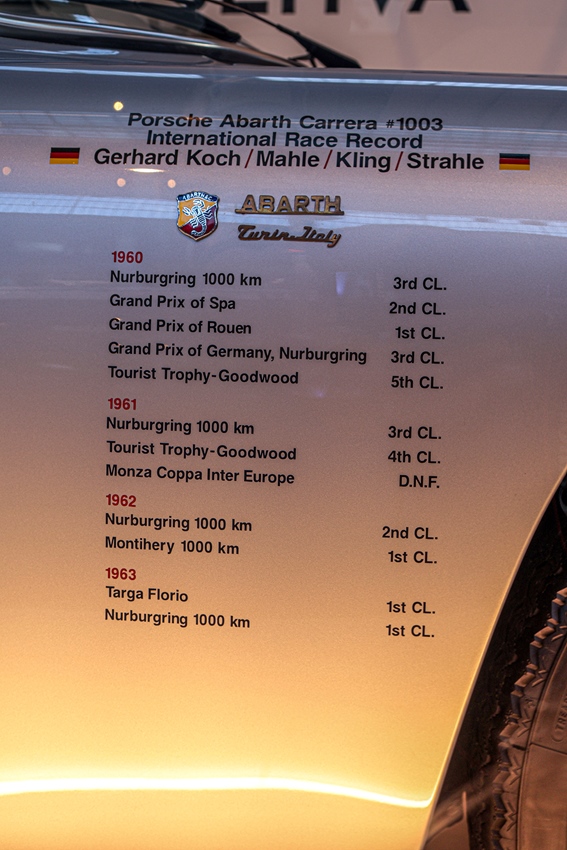 Porsche Abarth Carrera #1003
International Race Record
Gerhard Koch/Mahle/Kling/Strahle
ABARTH & C.
ABARTH
Turin-Italy
1960
Nurburgring 1000 km 3rd CL.
Grand Prix of Spa 2nd CL.
Grand Prix of Rouen 1st CL.
Grand Prix of Germany, Nurburgring 3rd CL.
Tourist Trophy-Goodwood 5th CL.
1961
Nurburgring 1000 km 3rd CL.
Tourist Trophy-Goodwood 4th CL.
Monza Coppa Inter Europe D.N.F.
1962
Nurburgring 1000 km 2nd CL.
Montihery 1000 km 1st CL.
1963
Targa Florio 1st CL.
Nurburgring 1000 km 1st CL.